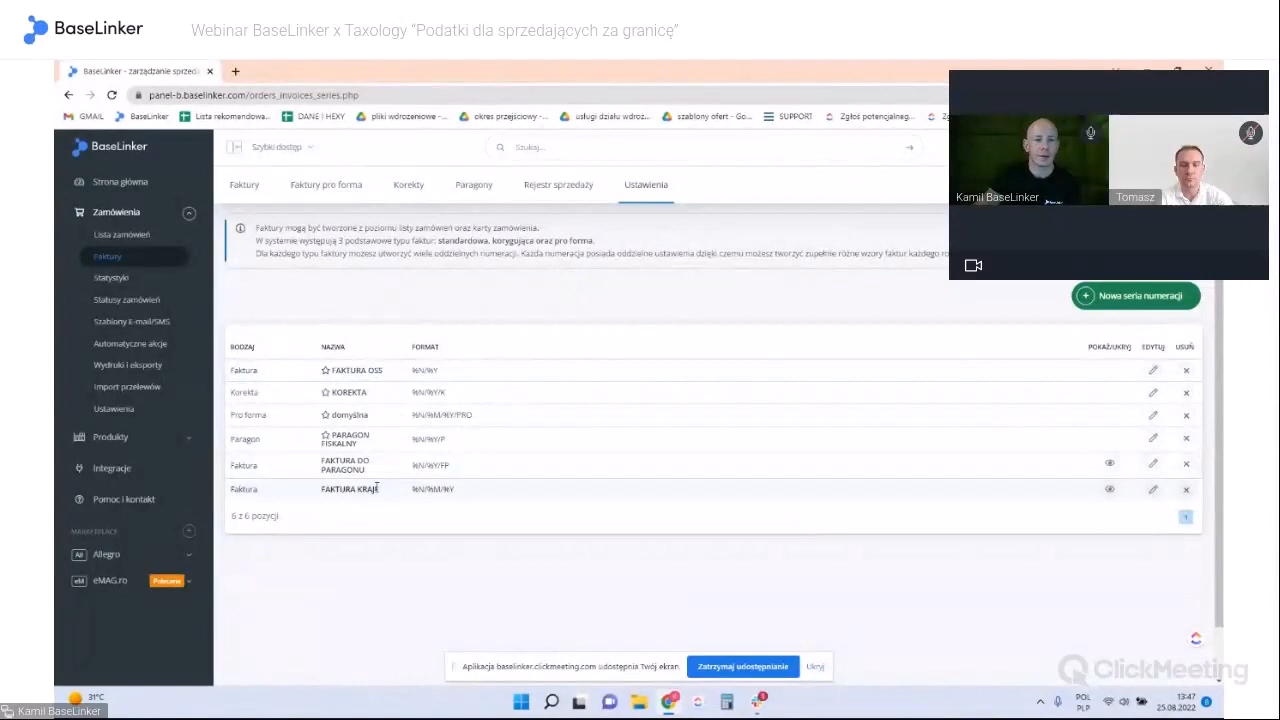 BaseLinker
Webinar BaseLinker x Taxology “Podatki dla sprzedających za granicę”
BaseLinker - zarządzanie sprzed
panel-b.baselinker.com/orders_invoices_series.php
GMAIL
BaseLinker
Lista rekomendowa...
DANE | HEXY
pliki wdrozeniowe -...
okres przejściowy -...
usługi działu wdroz...
szablony ofert - Go...
SUPPORT
Zgłoś potencjalneg...
BaseLinker
Szybki dostęp
Szukaj...
Kamil BaseLinker
Tomasz
Strona główna
Zamówienia
Lista zamówień
Faktury
Statystyki
Statusy zamówień
Szablony E-mail/SMS
Automatyczne akcje
Wydruki i eksporty
Import przelewów
Ustawienia
Produkty
Integracje
Pomoc i kontakt
MARKETPLACE
All Allegro
eM eMAG.ro Polecane
Faktury
Faktury pro forma
Korekty
Paragony
Rejestr sprzedaży
Ustawienia
Faktury mogą być tworzone z poziomu listy zamówień oraz karty zamówienia.
W systemie występują 3 podstawowe typu faktur: standardowa, korygująca oraz pro forma.
Dla każdego typu faktury możesz utworzyć wiele oddzielnych numeracji. Każda numeracja posiada oddzielne ustawienia dzięki czemu możesz tworzyć zupełnie różne wzory faktur każdego
Nowa seria numeracji
RODZAJ NAZWA FORMAT POKAŻ/UKRYJ EDYTUJ USUŃ
Faktura FAKTURA OSS %N/%Y
Korekta KOREKTA %N/%Y/K
Pro forma domyślna %N/%M/%Y/PRO
Paragon PARAGON FISKALNY %N/%Y/P
Faktura FAKTURA DO PARAGONU %N/%Y/FP
Faktura FAKTURA KRAJE %N/%M/%Y
6 z 6 pozycji
1
Aplikacja baselinker.clickmeeting.com udostępnia Twój ekran.
Zatrzymaj udostępnianie
Ukryj
ClickMeeting
31°C
POL
PLP
13:47
25.08.2022
Kamil BaseLinker